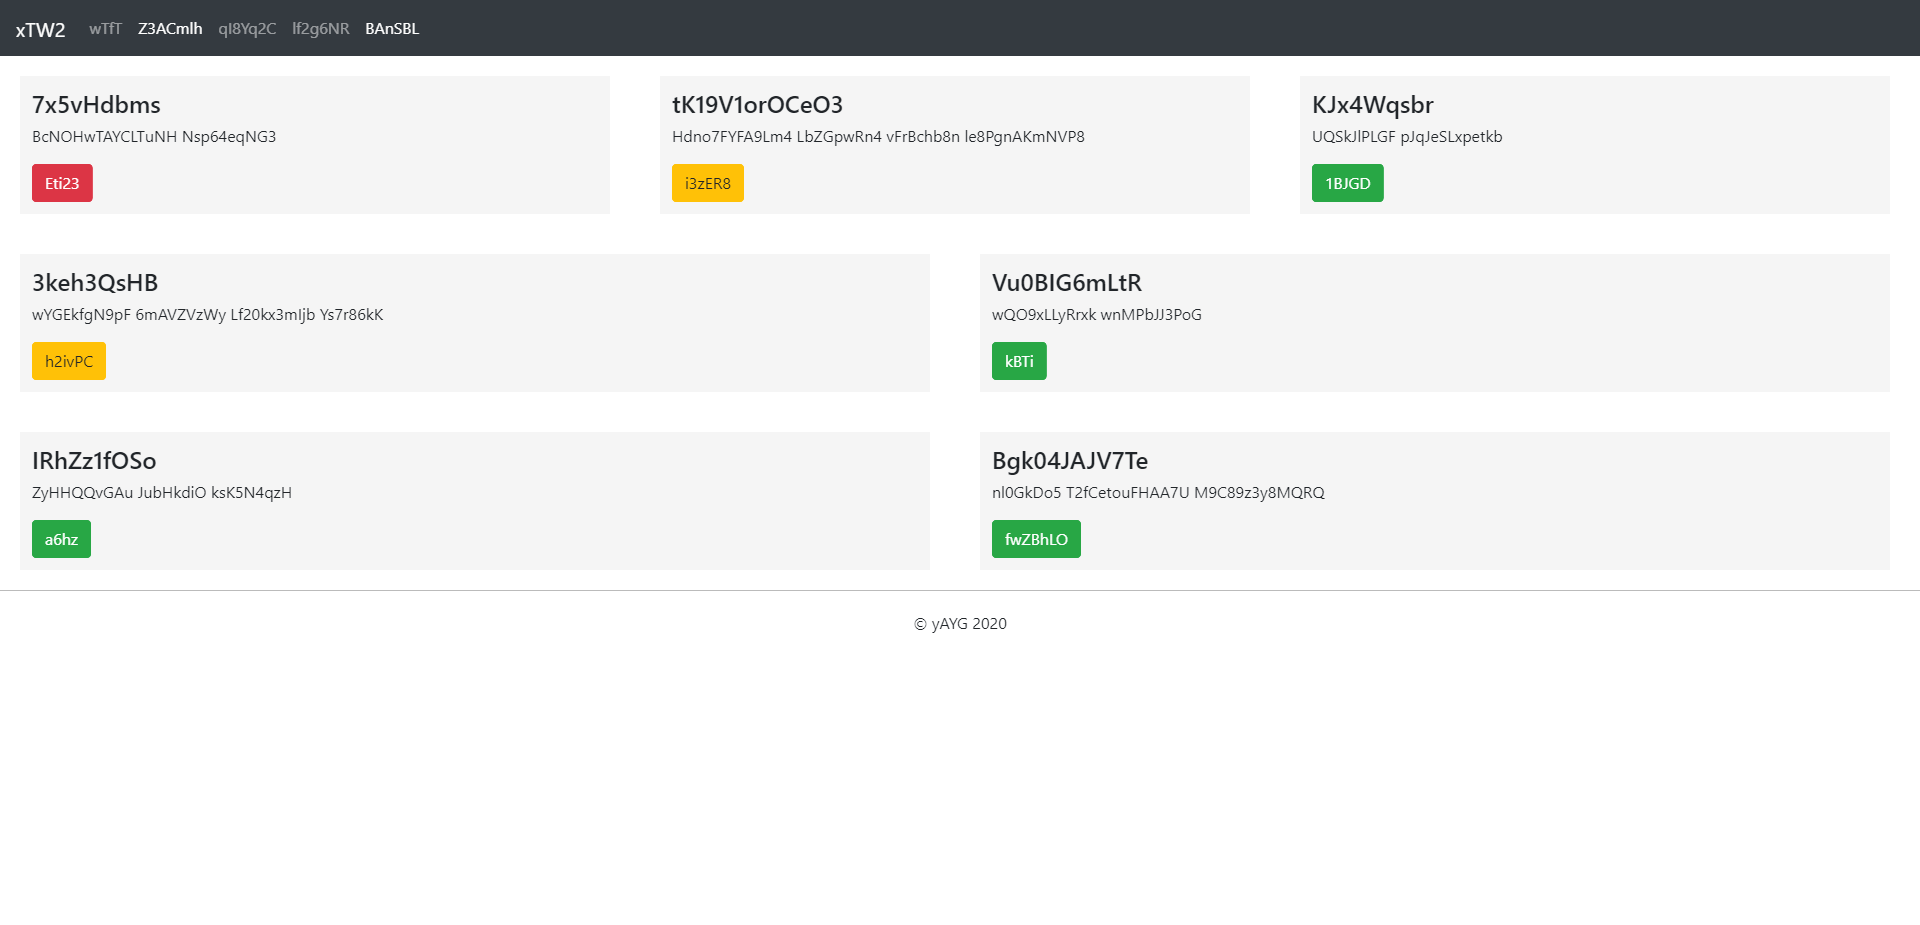 xTW2 wTfT Z3ACmlh qI8Yq2C lf2g6NR BAnSBL
7x5vHdbms
BcNOHwTAYCLTuNH Nsp64eqNG3
Eti23
tK19V1orOCeO3
Hdno7FYFA9Lm4 LbZGpwRn4 vFrBchb8n le8PgnAKmNVP8
i3zER8
KJx4Wqsbr
UQSkJlPLGF pJqJeSLxpetkb
1BJGD
3keh3QsHB
wYGEkfgN9pF 6mAVZVzWy Lf20kx3mIjb Ys7r86kK
h2ivPC
Vu0BIG6mLtR
wQO9xLLyRrxk wnMPbJJ3PoG
kBTi
IRhZz1fOSo
ZyHHQQvGAu JubHkdiO ksK5N4qzH
a6hz
Bgk04JAJV7Te
nl0GkDo5 T2fCetouFHAA7U M9C89z3y8MQRQ
fwZBhLO
© yAYG 2020